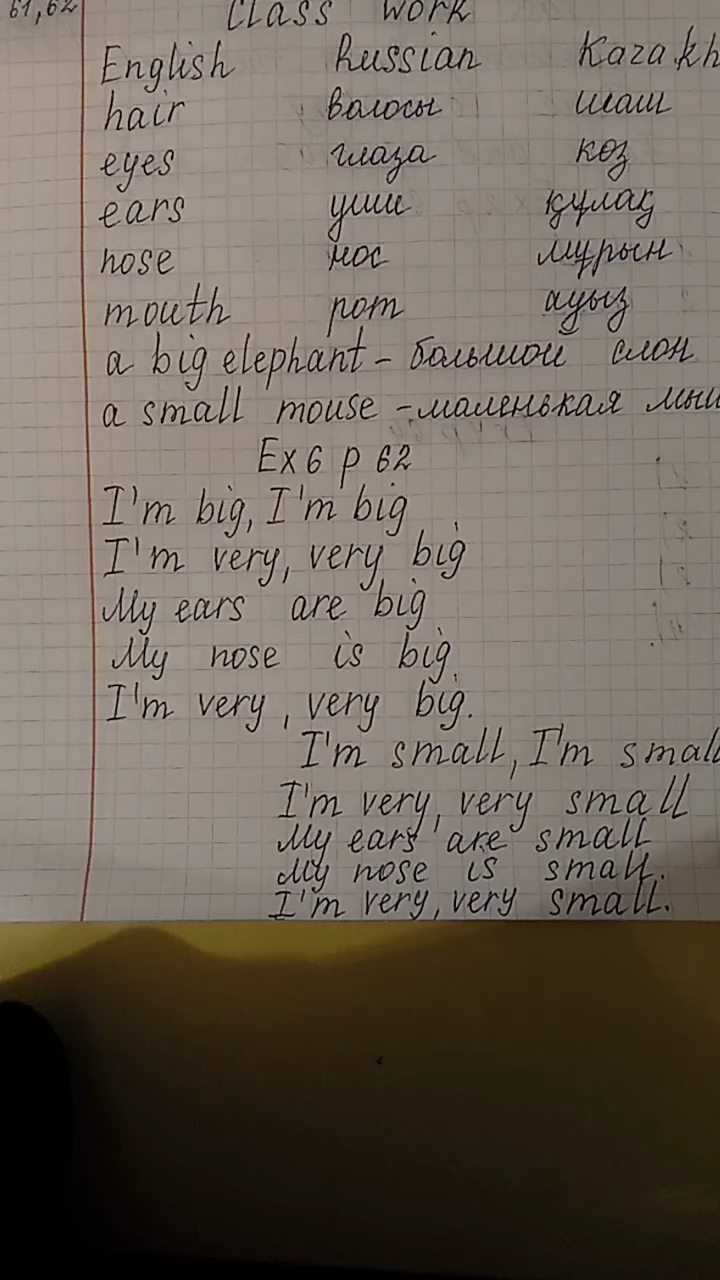 61,62
Class work
English Russian Kazakh
hair волосы шаш
eyes глаза көз
ears уши құлақ
nose нос мұрын
mouth рот ауыз
a big elephant - большой слон
a small mouse - маленькая мыш
Ex 6 p 62
I'm big, I'm big
I'm very, very big
My ears are big
My nose is big
I'm very, very big.
I'm small, I'm small
I'm very, very small
My ears are small
My nose is small.
I'm very, very small.